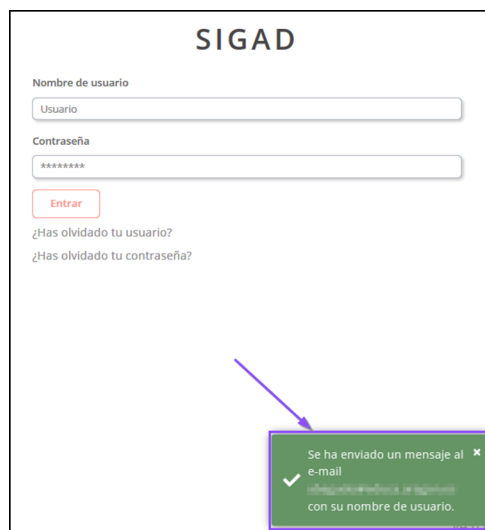 SIGAD
Nombre de usuario
Usuario
Contraseña
********
Entrar
¿Has olvidado tu usuario?
¿Has olvidado tu contraseña?
Se ha enviado un mensaje al ×
e-mail
con su nombre de usuario.